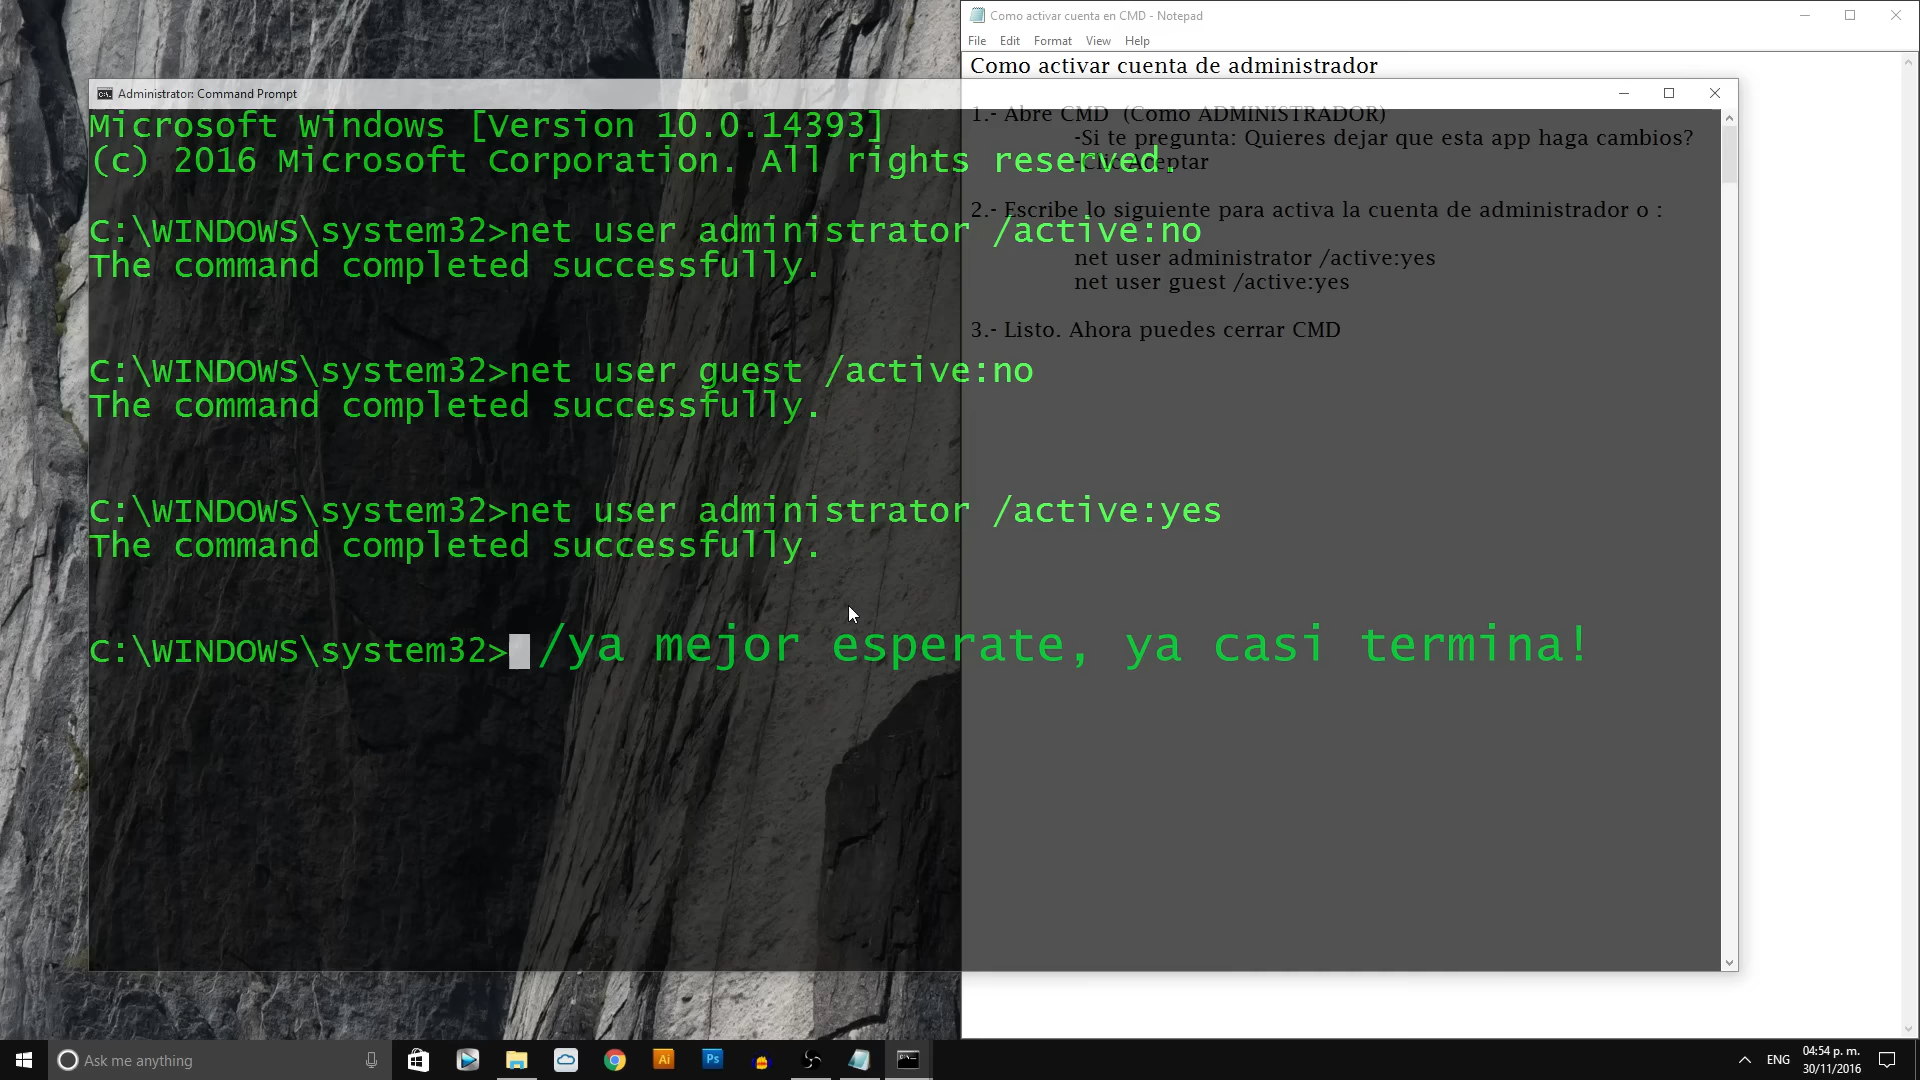 Como activar cuenta en CMD - Notepad
File Edit Format View Help
Como activar cuenta de administrador
1.- Abre CMD (Como ADMINISTRADOR)
-Si te pregunta: Quieres dejar que esta app haga cambios?
-Clic Aceptar
2.- Escribe lo siguiente para activa la cuenta de administrador o :
net user administrator /active:yes
net user guest /active:yes
3.- Listo. Ahora puedes cerrar CMD
Administrator: Command Prompt
Microsoft Windows [Version 10.0.14393]
(c) 2016 Microsoft Corporation. All rights reserved.
C:\WINDOWS\system32>net user administrator /active:no
The command completed successfully.
C:\WINDOWS\system32>net user guest /active:no
The command completed successfully.
C:\WINDOWS\system32>net user administrator /active:yes
The command completed successfully.
C:\WINDOWS\system32> /ya mejor esperate, ya casi termina!
Ask me anything
Ai
Ps
ENG
04:54 p. m.
30/11/2016